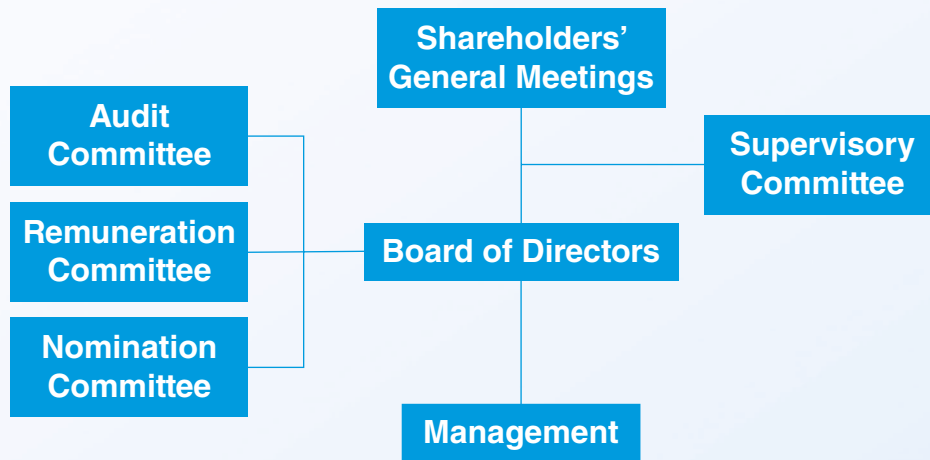 Shareholders’
General Meetings
Audit
Committee
Supervisory
Committee
Remuneration
Committee
Board of Directors
Nomination
Committee
Management